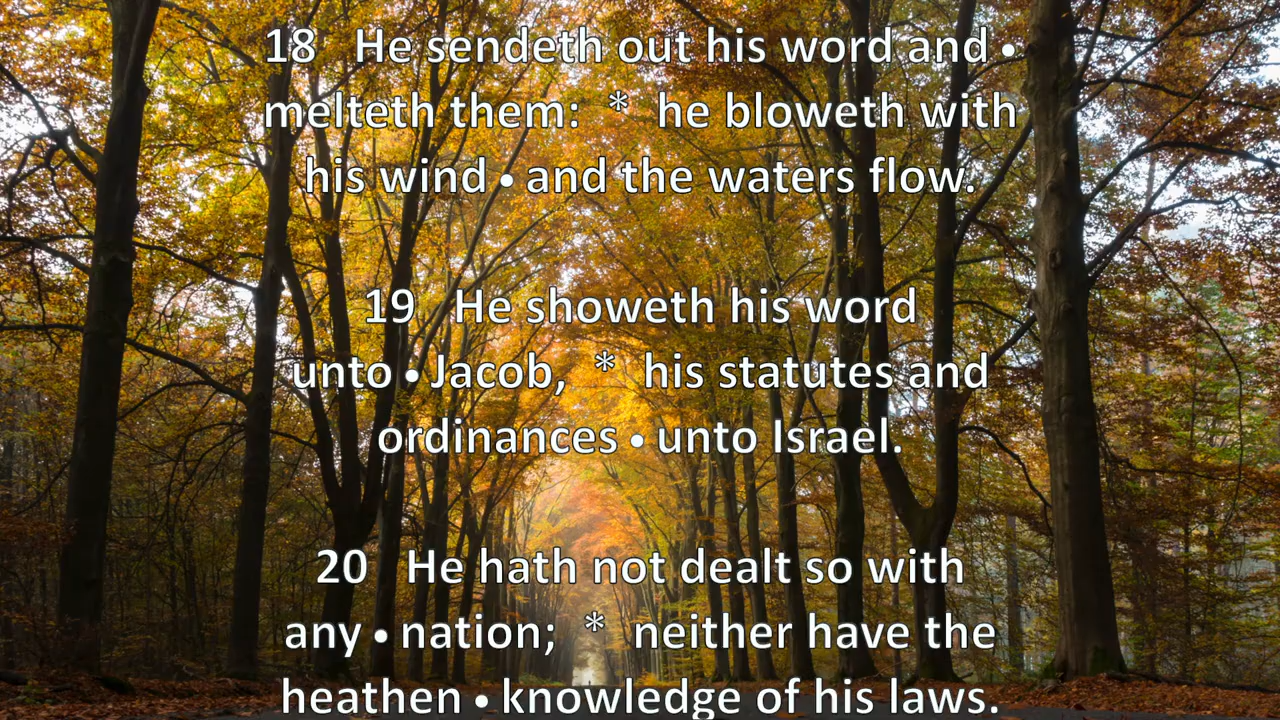 18 He sendeth out his word and •
melteth them: * he bloweth with
his wind • and the waters flow.
19 He showeth his word
unto • Jacob, * his statutes and
ordinances • unto Israel.
20 He hath not dealt so with
any • nation; * neither have the
heathen • knowledge of his laws.